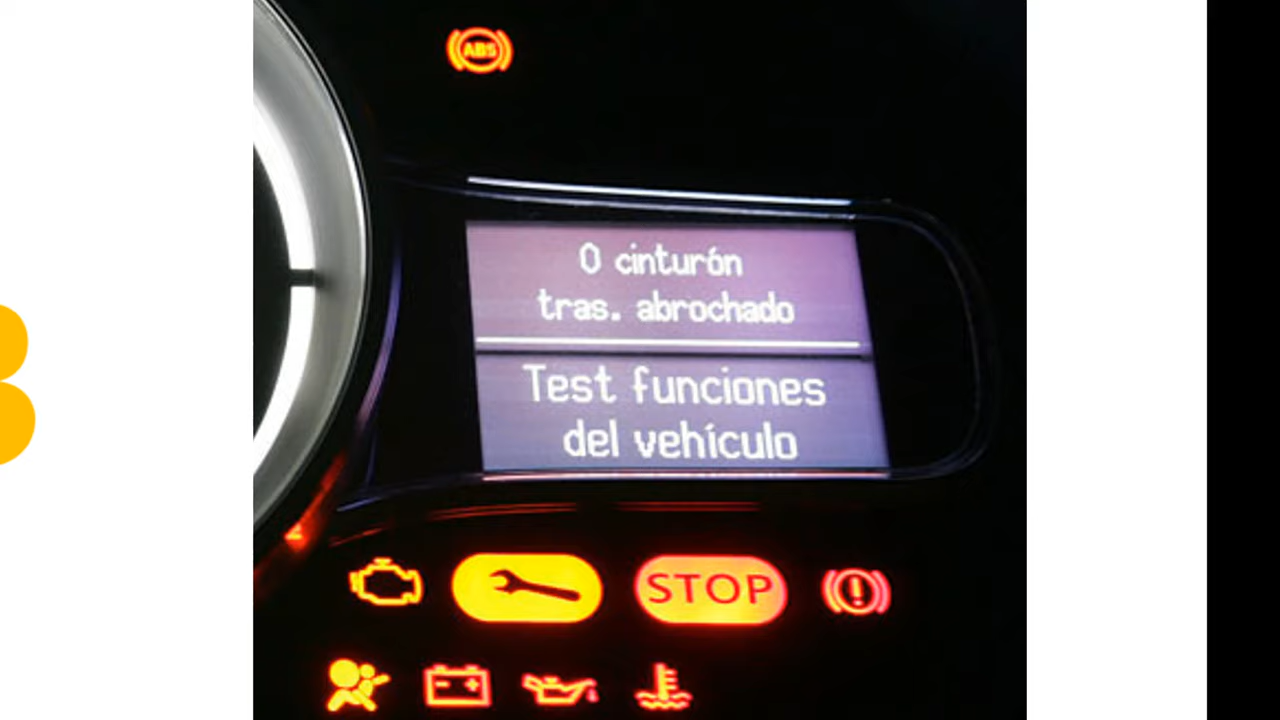 ABS
0 cinturón
tras. abrochado
Test funciones
del vehículo
STOP